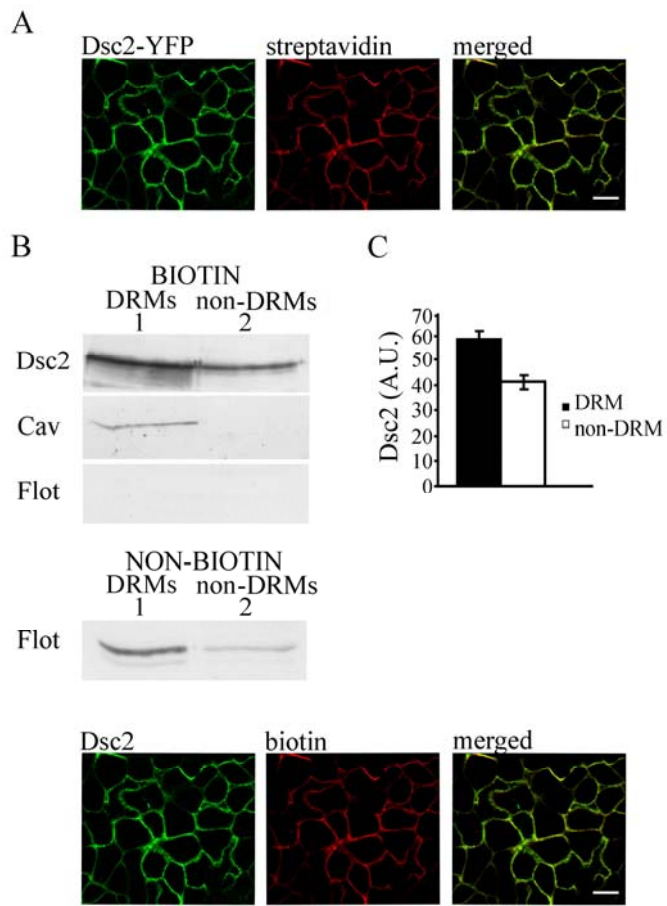 A
Dsc2-YFP streptavidin merged
B
BIOTIN
DRMs non-DRMs
1 2
Dsc2
Cav
Flot
NON-BIOTIN
DRMs non-DRMs
1 2
Flot
C
Dsc2 (A.U.)
70
60
50
40
30
20
10
0
DRM
non-DRM
Dsc2 biotin merged